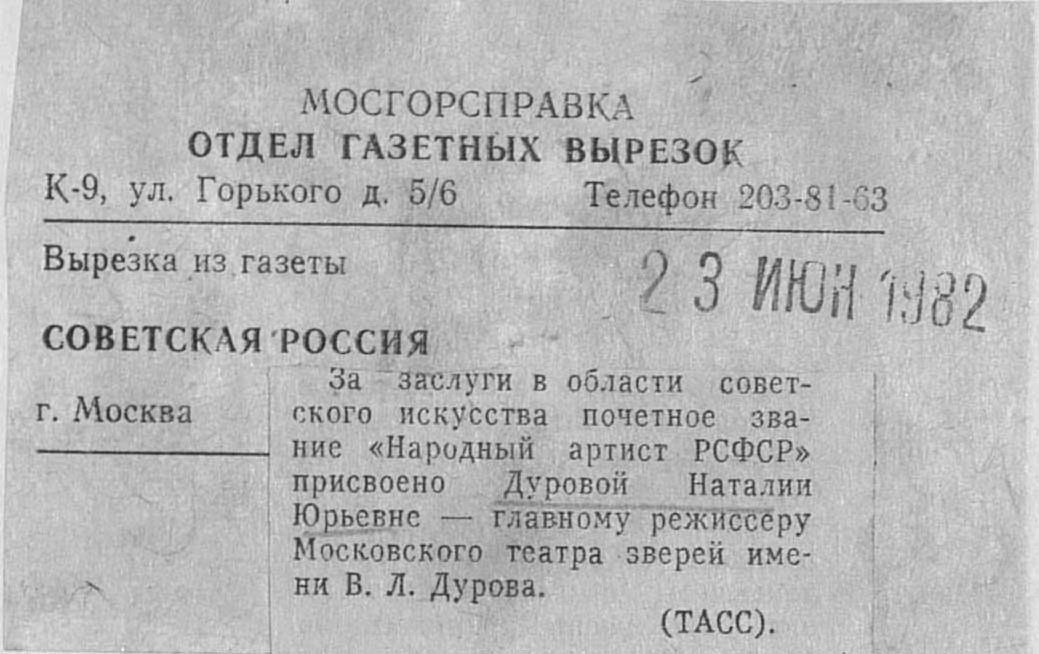 МОСГОРСПРАВКА
ОТДЕЛ ГАЗЕТНЫХ ВЫРЕЗОК
К-9, ул. Горького д. 5/6 Телефон 203-81-63
Вырезка из газеты
23 ИЮН 1982
СОВЕТСКАЯ РОССИЯ
г. Москва
За заслуги в области совет-
ского искусства почетное зва-
ние «Народный артист РСФСР»
присвоено Дуровой Наталии
Юрьевне — главному режиссеру
Московского театра зверей име-
ни В. Л. Дурова.
(ТАСС).